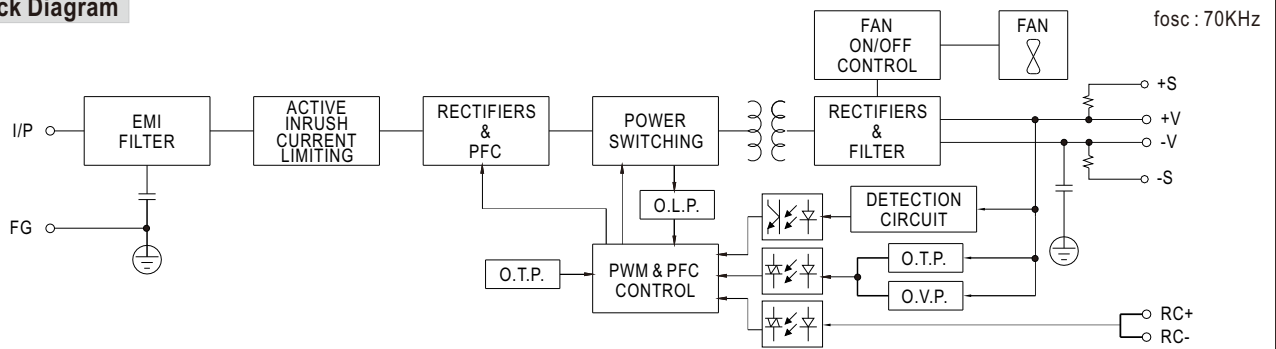 Diagram
fosc : 70KHz
FAN
ON/OFF
CONTROL
FAN
I/P
EMI
FILTER
ACTIVE
INRUSH
CURRENT
LIMITING
RECTIFIERS
&
PFC
POWER
SWITCHING
RECTIFIERS
&
FILTER
+S
+V
-V
-S
FG
O.L.P.
DETECTION
CIRCUIT
O.T.P.
PWM & PFC
CONTROL
O.T.P.
O.V.P.
RC+
RC-